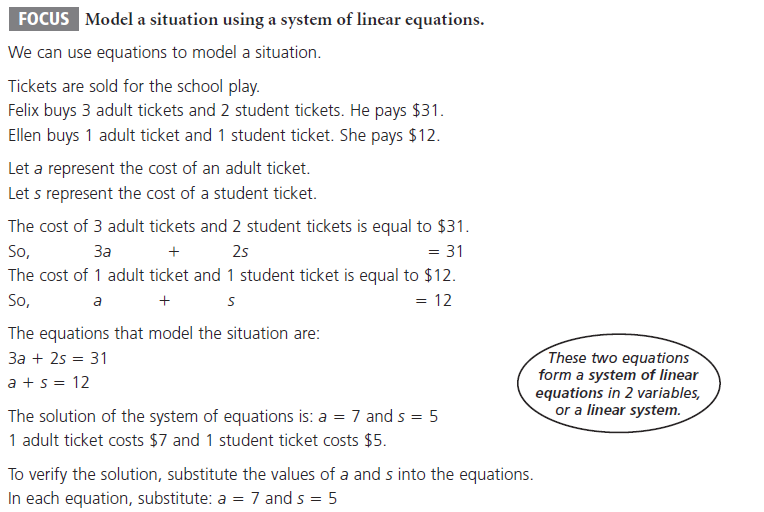 FOCUS Model a situation using a system of linear equations.
We can use equations to model a situation.
Tickets are sold for the school play.
Felix buys 3 adult tickets and 2 student tickets. He pays $31.
Ellen buys 1 adult ticket and 1 student ticket. She pays $12.
Let a represent the cost of an adult ticket.
Let s represent the cost of a student ticket.
The cost of 3 adult tickets and 2 student tickets is equal to $31.
So, 3a + 2s = 31
The cost of 1 adult ticket and 1 student ticket is equal to $12.
So, a + s = 12
The equations that model the situation are:
3a + 2s = 31
a + s = 12
These two equations
form a system of linear
equations in 2 variables,
or a linear system.
The solution of the system of equations is: a = 7 and s = 5
1 adult ticket costs $7 and 1 student ticket costs $5.
To verify the solution, substitute the values of a and s into the equations.
In each equation, substitute: a = 7 and s = 5